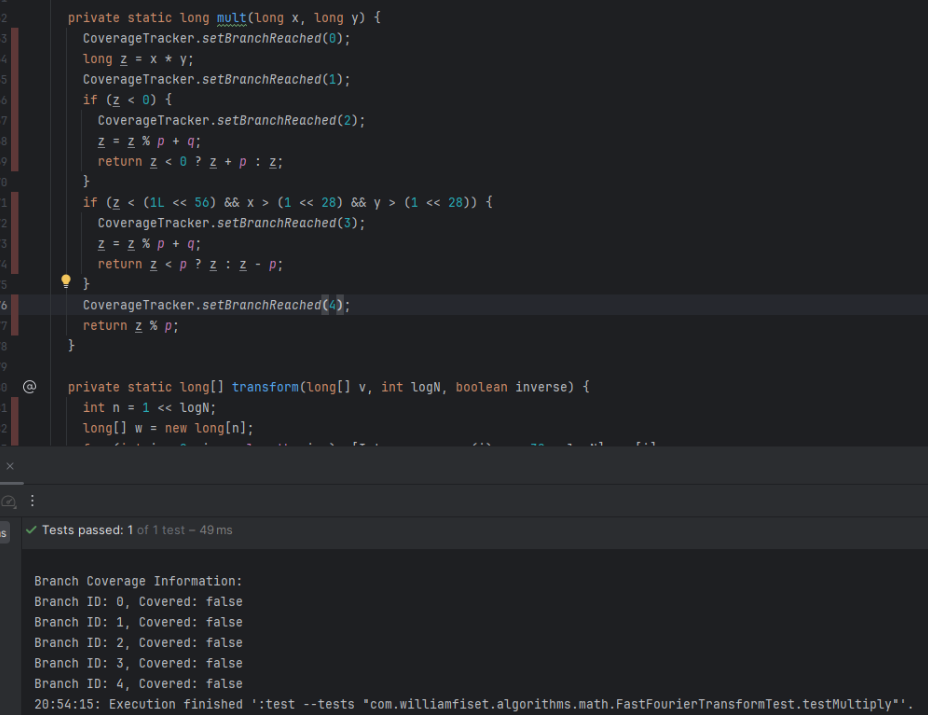 private static long mult(long x, long y) {
CoverageTracker.setBranchReached(0);
long z = x * y;
CoverageTracker.setBranchReached(1);
if (z < 0) {
CoverageTracker.setBranchReached(2);
z = z % p + q;
return z < 0 ? z + p : z;
}
if (z < (1L << 56) && x > (1 << 28) && y > (1 << 28)) {
CoverageTracker.setBranchReached(3);
z = z % p + q;
return z < p ? z : z - p;
}
CoverageTracker.setBranchReached(4);
return z % p;
}
private static long[] transform(long[] v, int logN, boolean inverse) {
int n = 1 << logN;
long[] w = new long[n];
✓ Tests passed: 1 of 1 test – 49 ms
Branch Coverage Information:
Branch ID: 0, Covered: false
Branch ID: 1, Covered: false
Branch ID: 2, Covered: false
Branch ID: 3, Covered: false
Branch ID: 4, Covered: false
20:54:15: Execution finished ':test --tests "com.williamfiset.algorithms.math.FastFourierTransformTest.testMultiply"'.